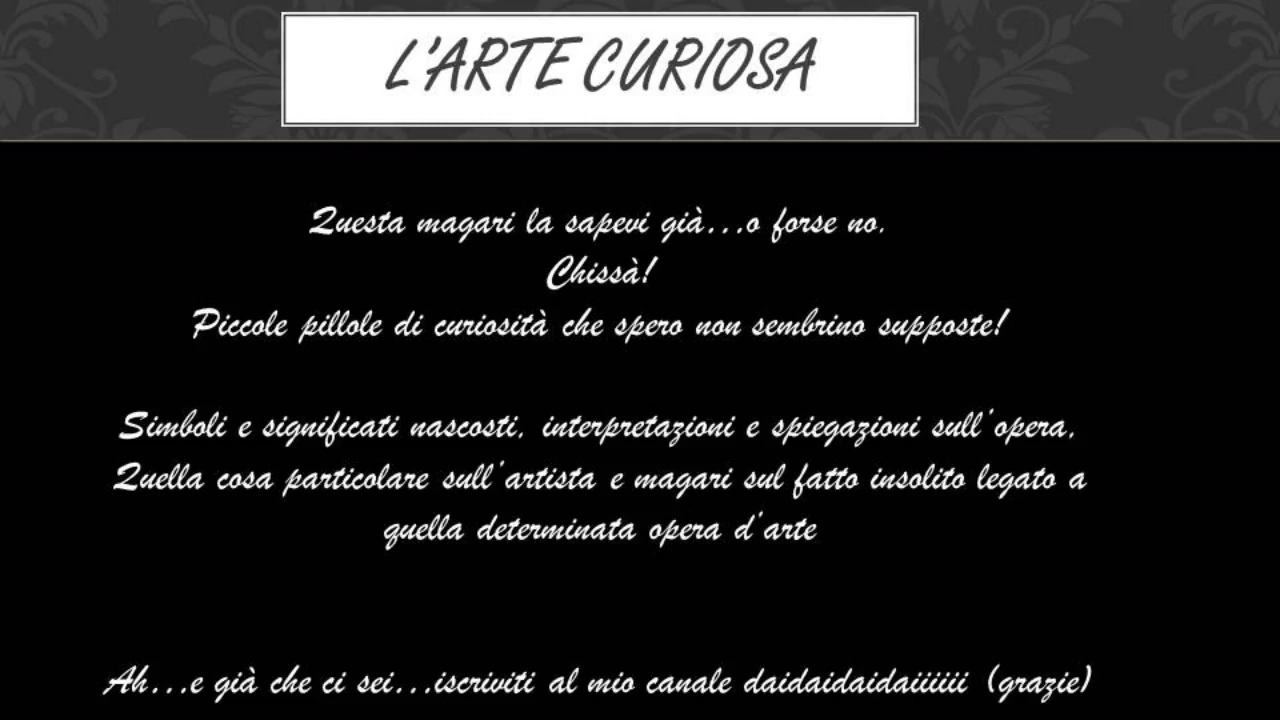 L'ARTE CURIOSA
Questa magari la sapevi già...o forse no.
Chissà!
Piccole pillole di curiosità che spero non sembrino supposte!
Simboli e significati nascosti, interpretazioni e spiegazioni sull'opera,
Quella cosa particolare sull'artista e magari sul fatto insolito legato a
quella determinata opera d'arte
Ah...e già che ci sei...iscriviti al mio canale daidaidaidaiiiiii (grazie)